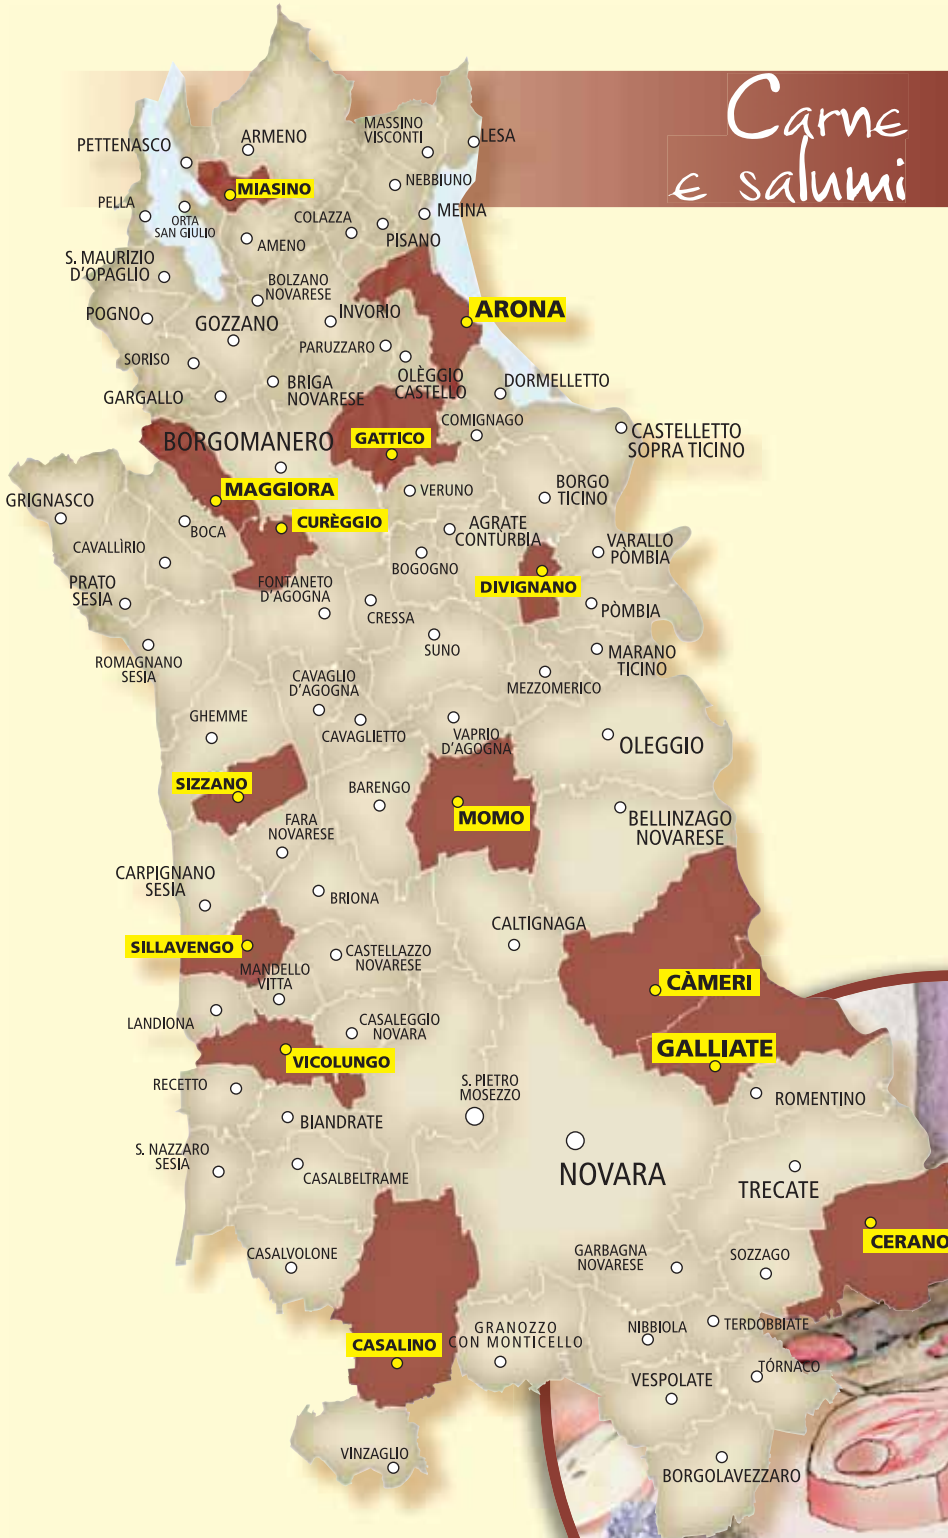 Carne
e salumi
ARMENO
MASSINO
VISCONTI
LESA
PETTENASCO
MIASINO
NEBBIUNO
PELLA
ORTA
SAN GIULIO
COLAZZA
MEINA
AMENO
PISANO
S. MAURIZIO
D'OPAGLIO
BOLZANO
NOVARESE
POGNO
GOZZANO
INVORIO
ARONA
SORISO
PARUZZARO
OLÈGGIO
CASTELLO
DORMELLETTO
GARGALLO
BRIGA
NOVARESE
COMIGNAGO
BORGOMANERO
GATTICO
CASTELLETTO
SOPRA TICINO
GRIGNASCO
MAGGIORA
VERUNO
BORGO
TICINO
BOCA
CURÈGGIO
AGRATE
CONTÙRBIA
CAVALLÌRIO
BOGOGNO
VARALLO
PÒMBIA
PRATO
SESIA
FONTANETO
D'AGOGNA
DIVIGNANO
CRESSA
PÒMBIA
ROMAGNANO
SESIA
SUNO
MARANO
TICINO
CAVAGLIO
D'AGOGNA
MEZZOMERICO
GHEMME
CAVAGLIETTO
VAPRIO
D'AGOGNA
OLEGGIO
SIZZANO
BARENGO
MOMO
BELLINZAGO
NOVARESE
FARA
NOVARESE
CARPIGNANO
SESIA
BRIONA
CALTIGNAGA
SILLAVENGO
CASTELLAZZO
NOVARESE
MANDELLO
VITTA
CÀMERI
LANDIONA
CASALEGGIO
NOVARA
VICOLUNGO
GALLIATE
RECETTO
S. PIETRO
MOSEZZO
ROMENTINO
BIANDRATE
S. NAZZARO
SESIA
CASALBELTRAME
NOVARA
TRECATE
CASALVOLONE
GARBAGNA
NOVARESE
SOZZAGO
CERANO
CASALINO
GRANOZZO
CON MONTICELLO
NIBBIOLA
TERDOBBIATE
VESPOLATE
TÓRNACO
VINZAGLIO
BORGOLAVEZZARO